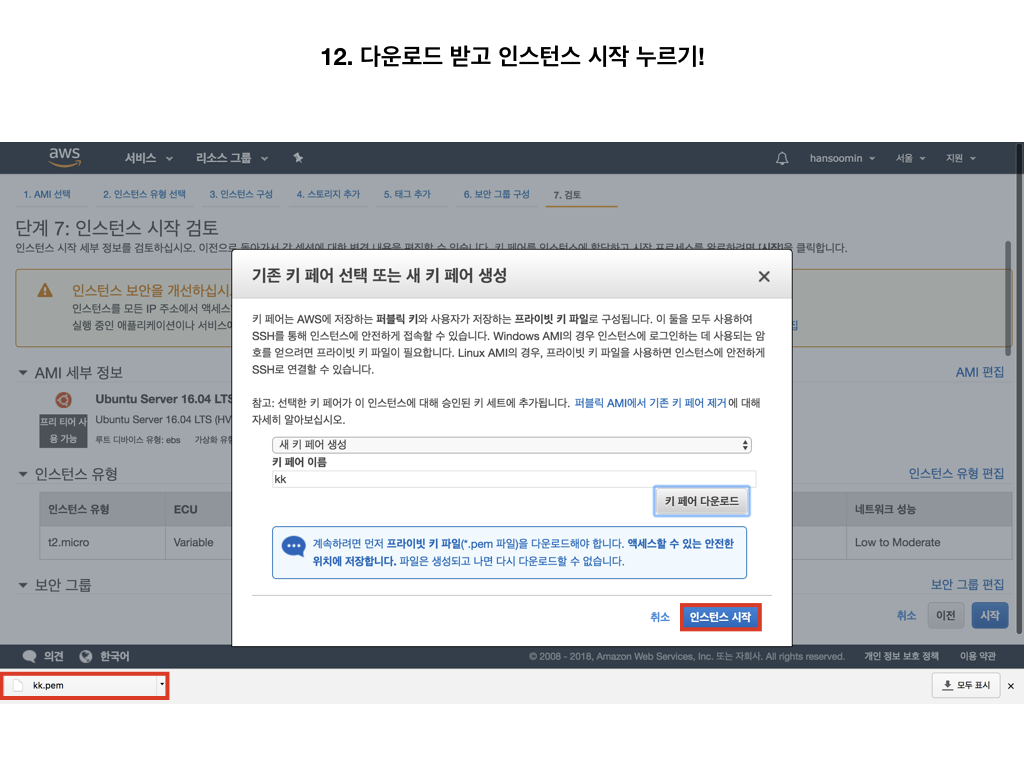 12. 다운로드 받고 인스턴스 시작 누르기!
aws 서비스 리소스 그룹 hansoomin 서울 지원
1. AMI 선택 2. 인스턴스 유형 선택 3. 인스턴스 구성 4. 스토리지 추가 5. 태그 추가 6. 보안 그룹 구성 7. 검토
단계 7: 인스턴스 시작 검토
인스턴스 시작 세부 정보를 검토하십시오. 이전으로 돌아가서 각 섹션에 대한 변경 내용을 편집할 수 있습니다. 키 페어를 인스턴스에 할당하고 시작 프로세스를 완료하려면 [시작]을 클릭합니다.
인스턴스 보안을 개선하십시
인스턴스를 모든 IP 주소에서 액세스
실행 중인 애플리케이션이나 서비스에
AMI 세부 정보
AMI 편집
프리 티어 사용 가능
Ubuntu Server 16.04 LTS
Ubuntu Server 16.04 LTS (HV
루트 디바이스 유형: ebs 가상화 유형
인스턴스 유형
인스턴스 유형 편집
인스턴스 유형 ECU 네트워크 성능
t2.micro Variable Low to Moderate
보안 그룹
보안 그룹 편집
취소 이전 시작
기존 키 페어 선택 또는 새 키 페어 생성
키 페어는 AWS에 저장하는 퍼블릭 키와 사용자가 저장하는 프라이빗 키 파일로 구성됩니다. 이 둘을 모두 사용하여
SSH를 통해 인스턴스에 안전하게 접속할 수 있습니다. Windows AMI의 경우 인스턴스에 로그인하는 데 사용되는 암
호를 얻으려면 프라이빗 키 파일이 필요합니다. Linux AMI의 경우, 프라이빗 키 파일을 사용하면 인스턴스에 안전하게
SSH로 연결할 수 있습니다.
참고: 선택한 키 페어가 이 인스턴스에 대해 승인된 키 세트에 추가됩니다. 퍼블릭 AMI에서 기존 키 페어 제거 에 대해
자세히 알아보십시오.
새 키 페어 생성
키 페어 이름
kk
키 페어 다운로드
계속하려면 먼저 프라이빗 키 파일(*.pem 파일)을 다운로드해야 합니다. 액세스할 수 있는 안전한
위치에 저장합니다. 파일은 생성되고 나면 다시 다운로드할 수 없습니다.
취소 인스턴스 시작
의견 한국어 © 2008 - 2018, Amazon Web Services, Inc. 또는 자회사. All rights reserved. 개인 정보 보호 정책 이용 약관
kk.pem 모두 표시